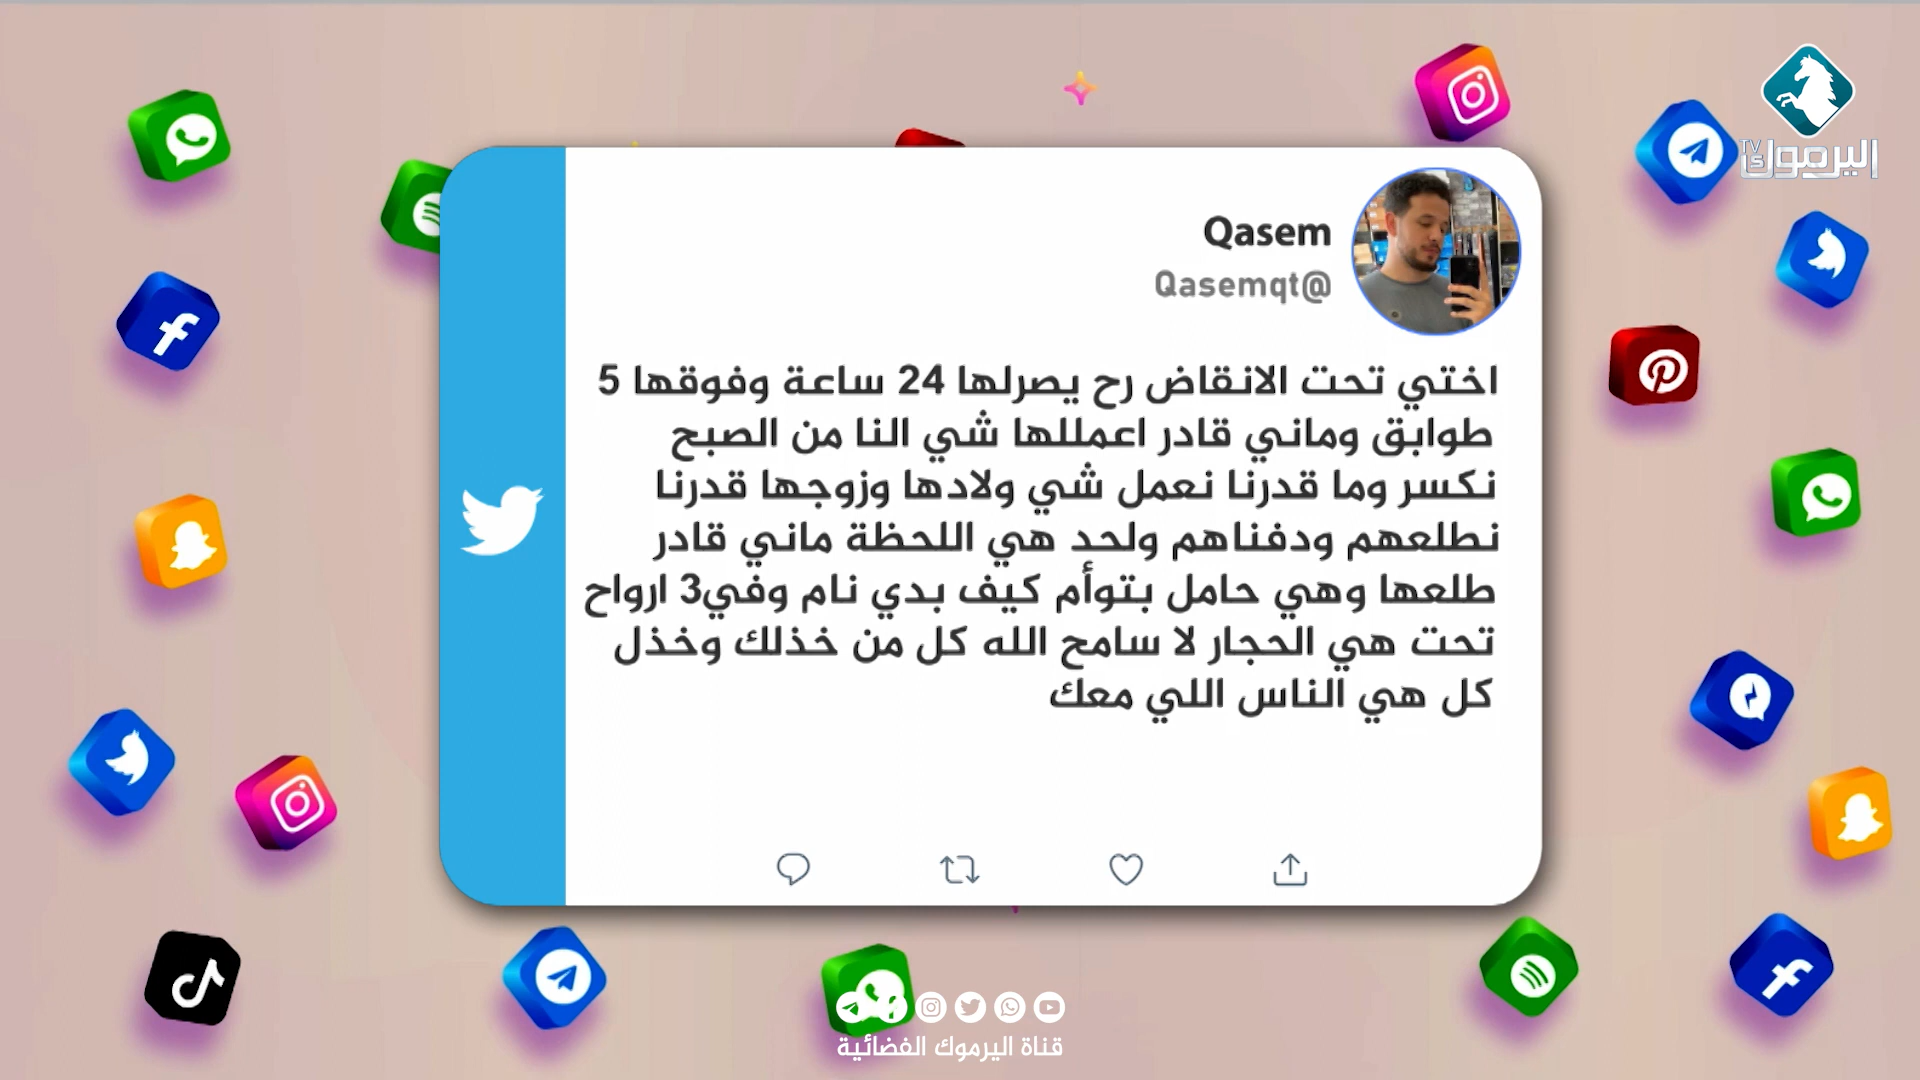 اليرموك
TV
Qasem
Qasemqt@
اختي تحت الانقاض رح يصرلها 24 ساعة وفوقها 5
طوابق وماني قادر اعمللها شي النا من الصبح
نكسر وما قدرنا نعمل شي ولادها وزوجها قدرنا
نطلعهم ودفناهم ولحد هي اللحظة ماني قادر
طلعها وهي حامل بتوأم كيف بدي نام وفي3 ارواح
تحت هي الحجار لا سامح الله كل من خذلك وخذل
كل هي الناس اللي معك
قناة اليرموك الفضائية